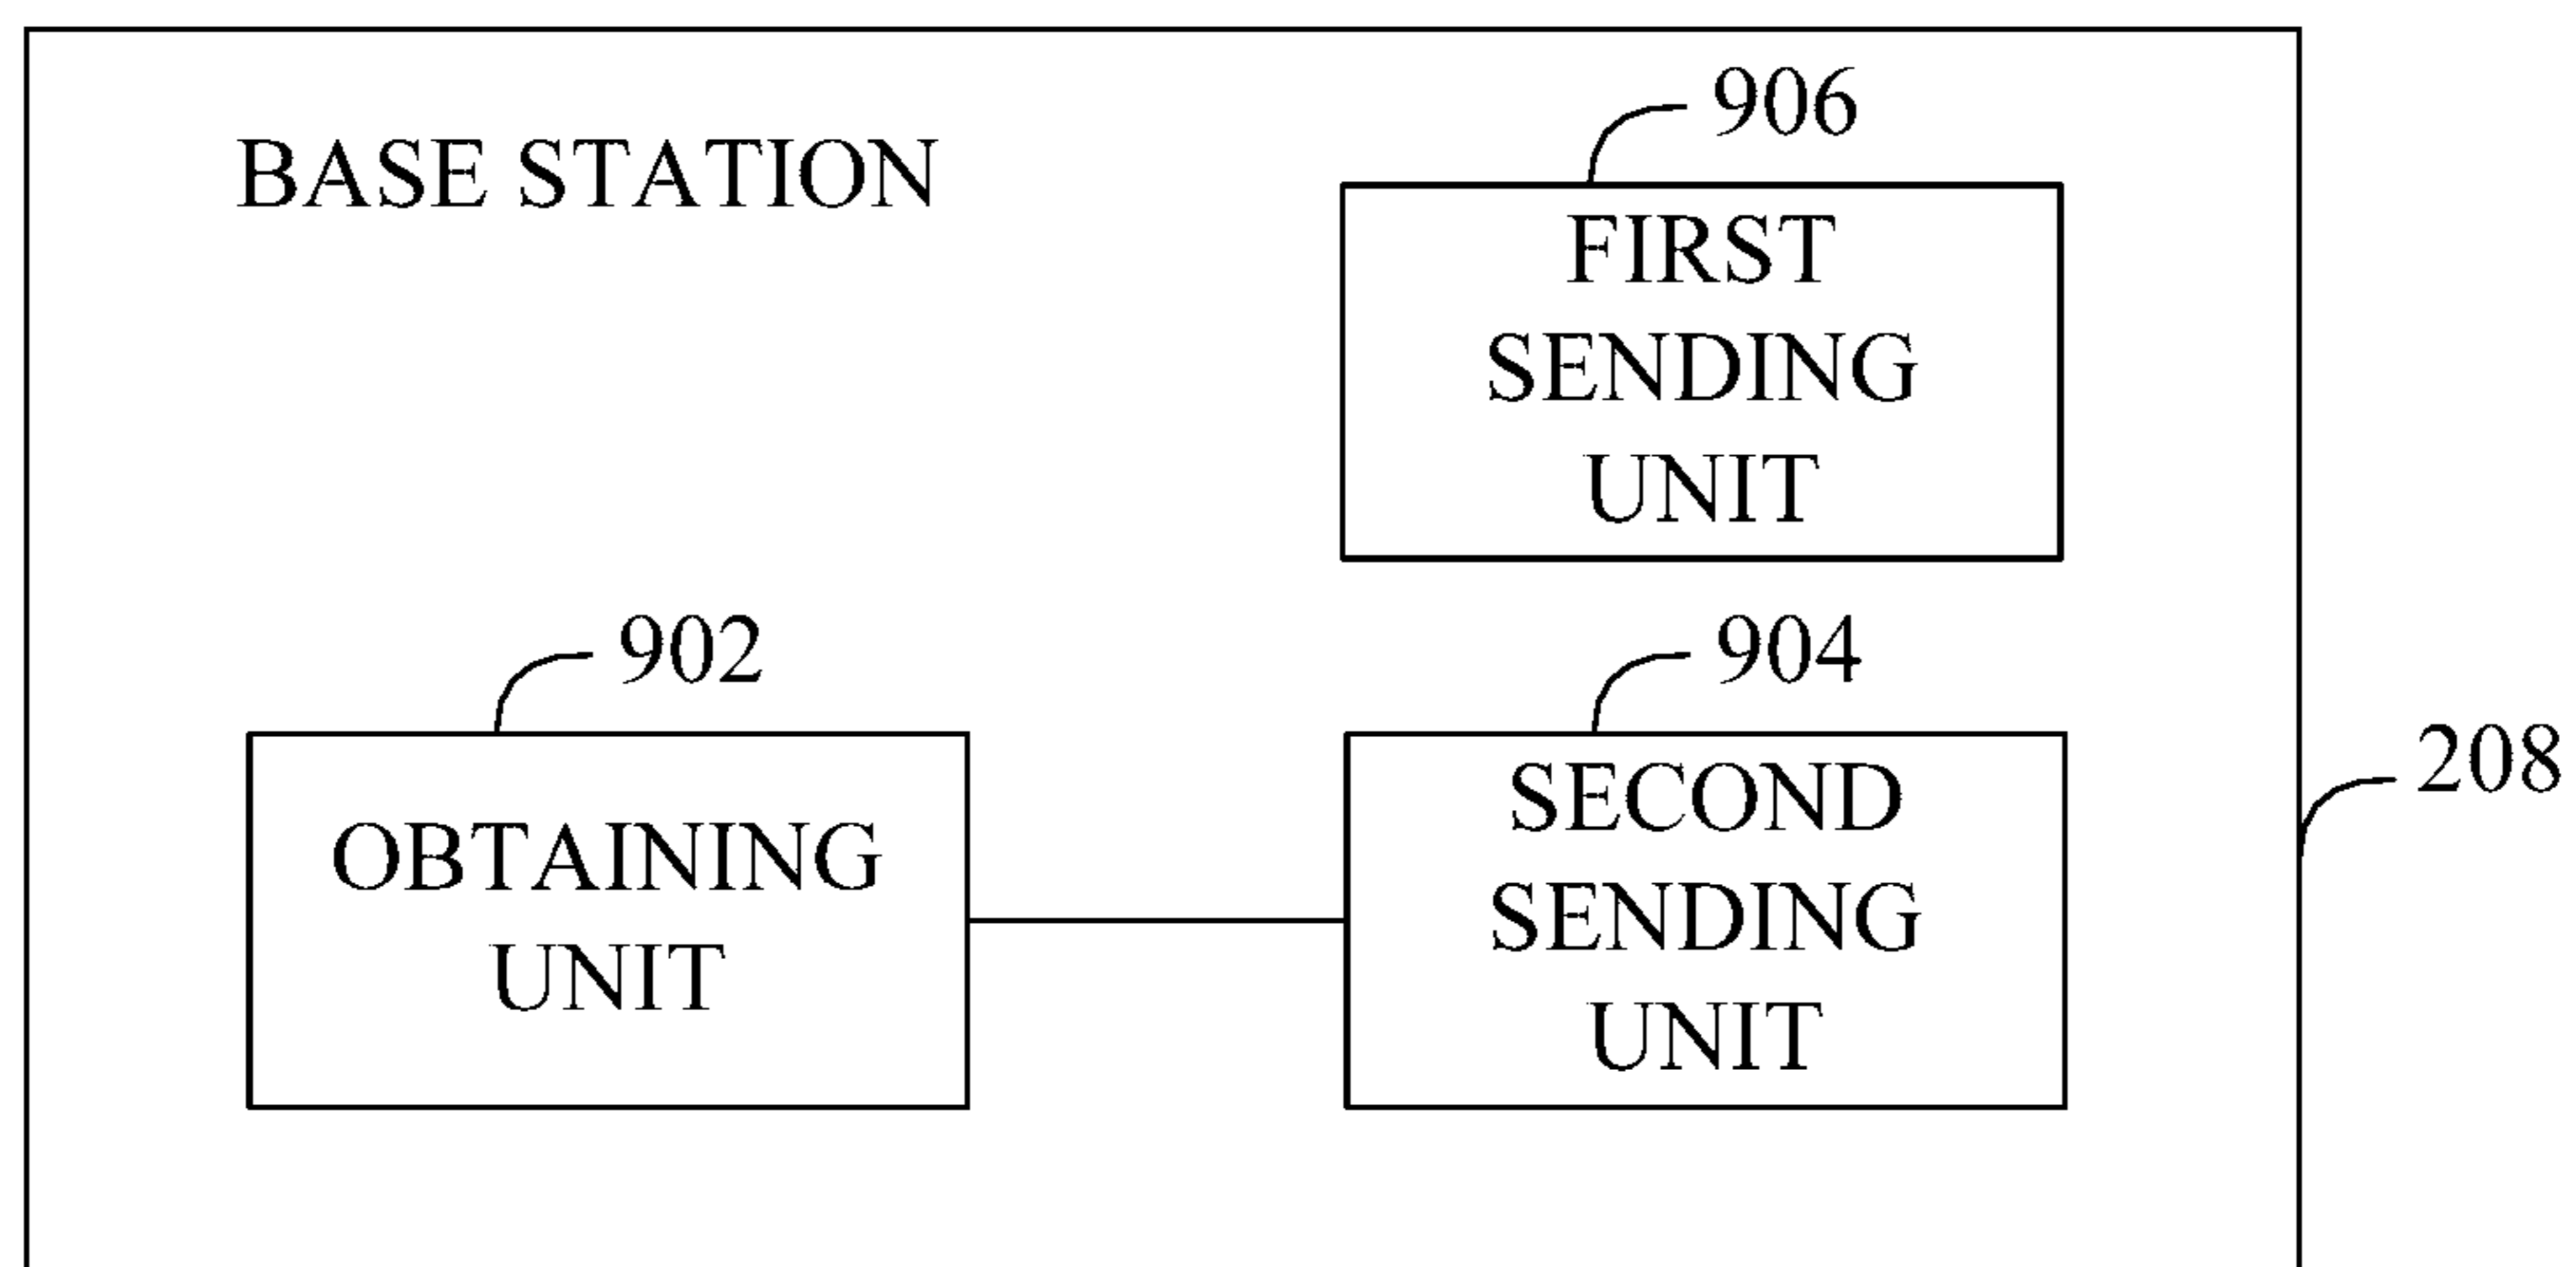 906
BASE STATION
FIRST
SENDING
UNIT
902
904
208
OBTAINING
UNIT
SECOND
SENDING
UNIT